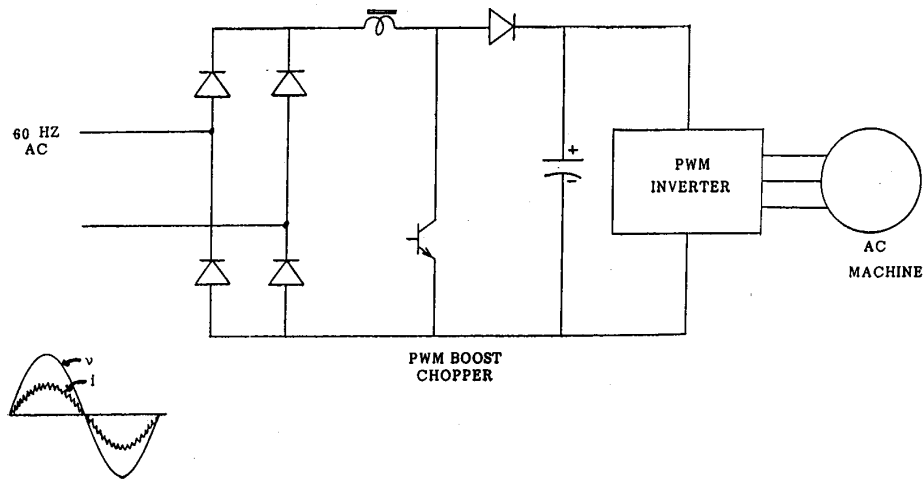 60 HZ
AC
+
-
PWM
INVERTER
AC
MACHINE
PWM BOOST
CHOPPER
v
i